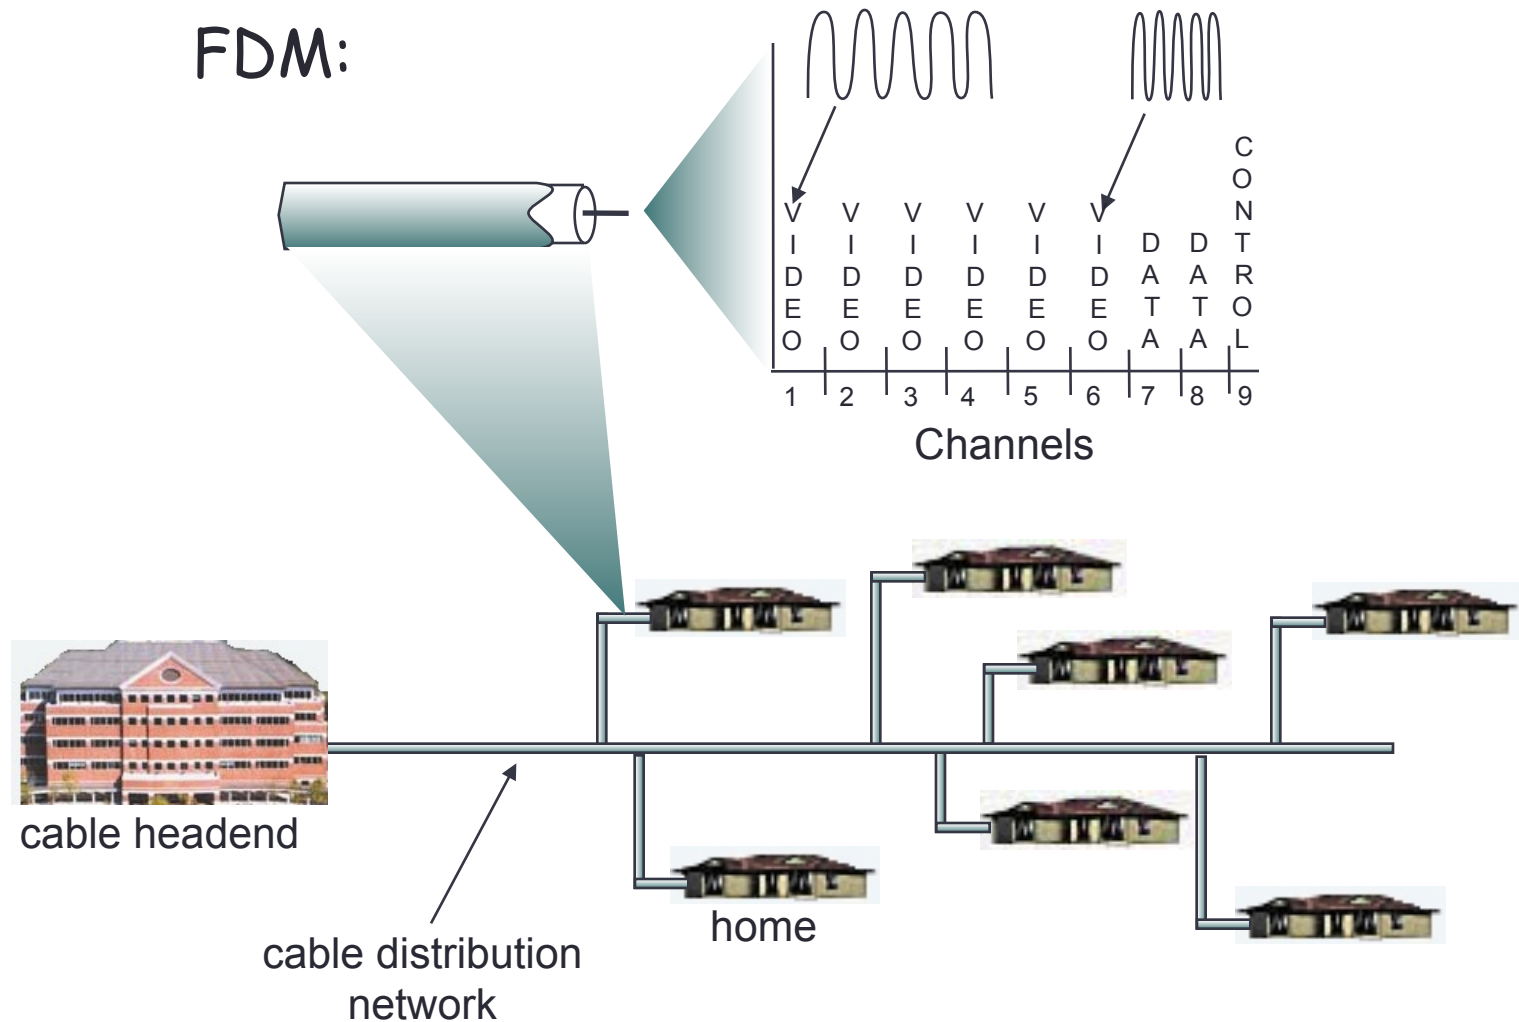 FDM:
VIDEO VIDEO VIDEO VIDEO VIDEO VIDEO DATA DATA CONTROL
1 2 3 4 5 6 7 8 9
Channels
cable headend
home
cable distribution
network